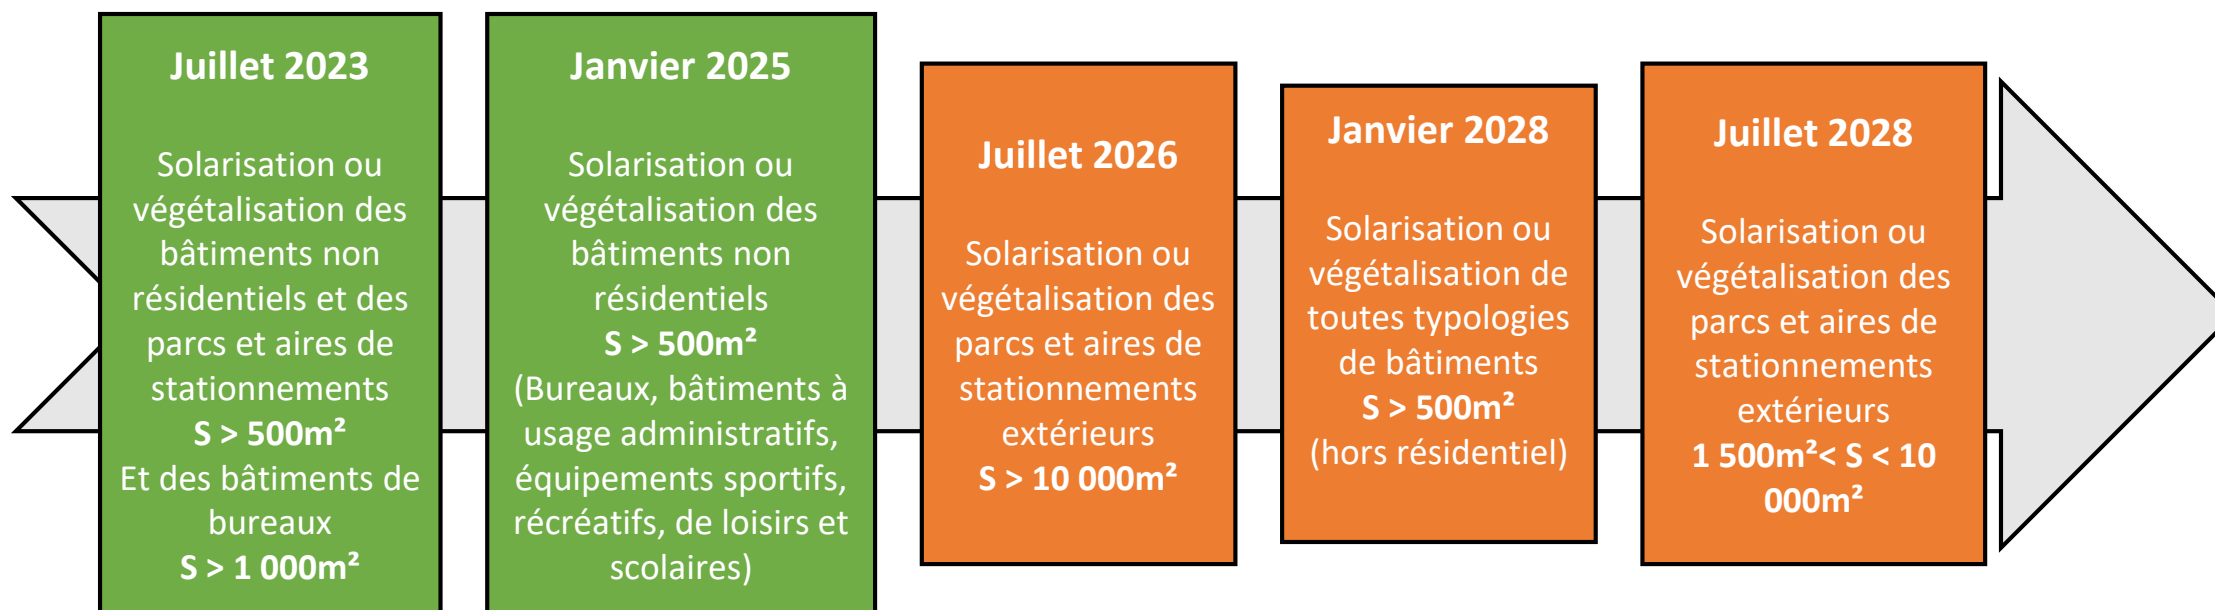 Juillet 2023
Solarisation ou
végétalisation des
bâtiments non
résidentiels et des
parcs et aires de
stationnements
S > 500m²
Et des bâtiments de
bureaux
S > 1 000m²
Janvier 2025
Solarisation ou
végétalisation des
bâtiments non
résidentiels
S > 500m²
(Bureaux, bâtiments à
usage administratifs,
équipements sportifs,
récréatifs, de loisirs et
scolaires)
Juillet 2026
Solarisation ou
végétalisation des
parcs et aires de
stationnements
extérieurs
S > 10 000m²
Janvier 2028
Solarisation ou
végétalisation de
toutes typologies
de bâtiments
S > 500m²
(hors résidentiel)
Juillet 2028
Solarisation ou
végétalisation des
parcs et aires de
stationnements
extérieurs
1 500m²< S < 10
000m²